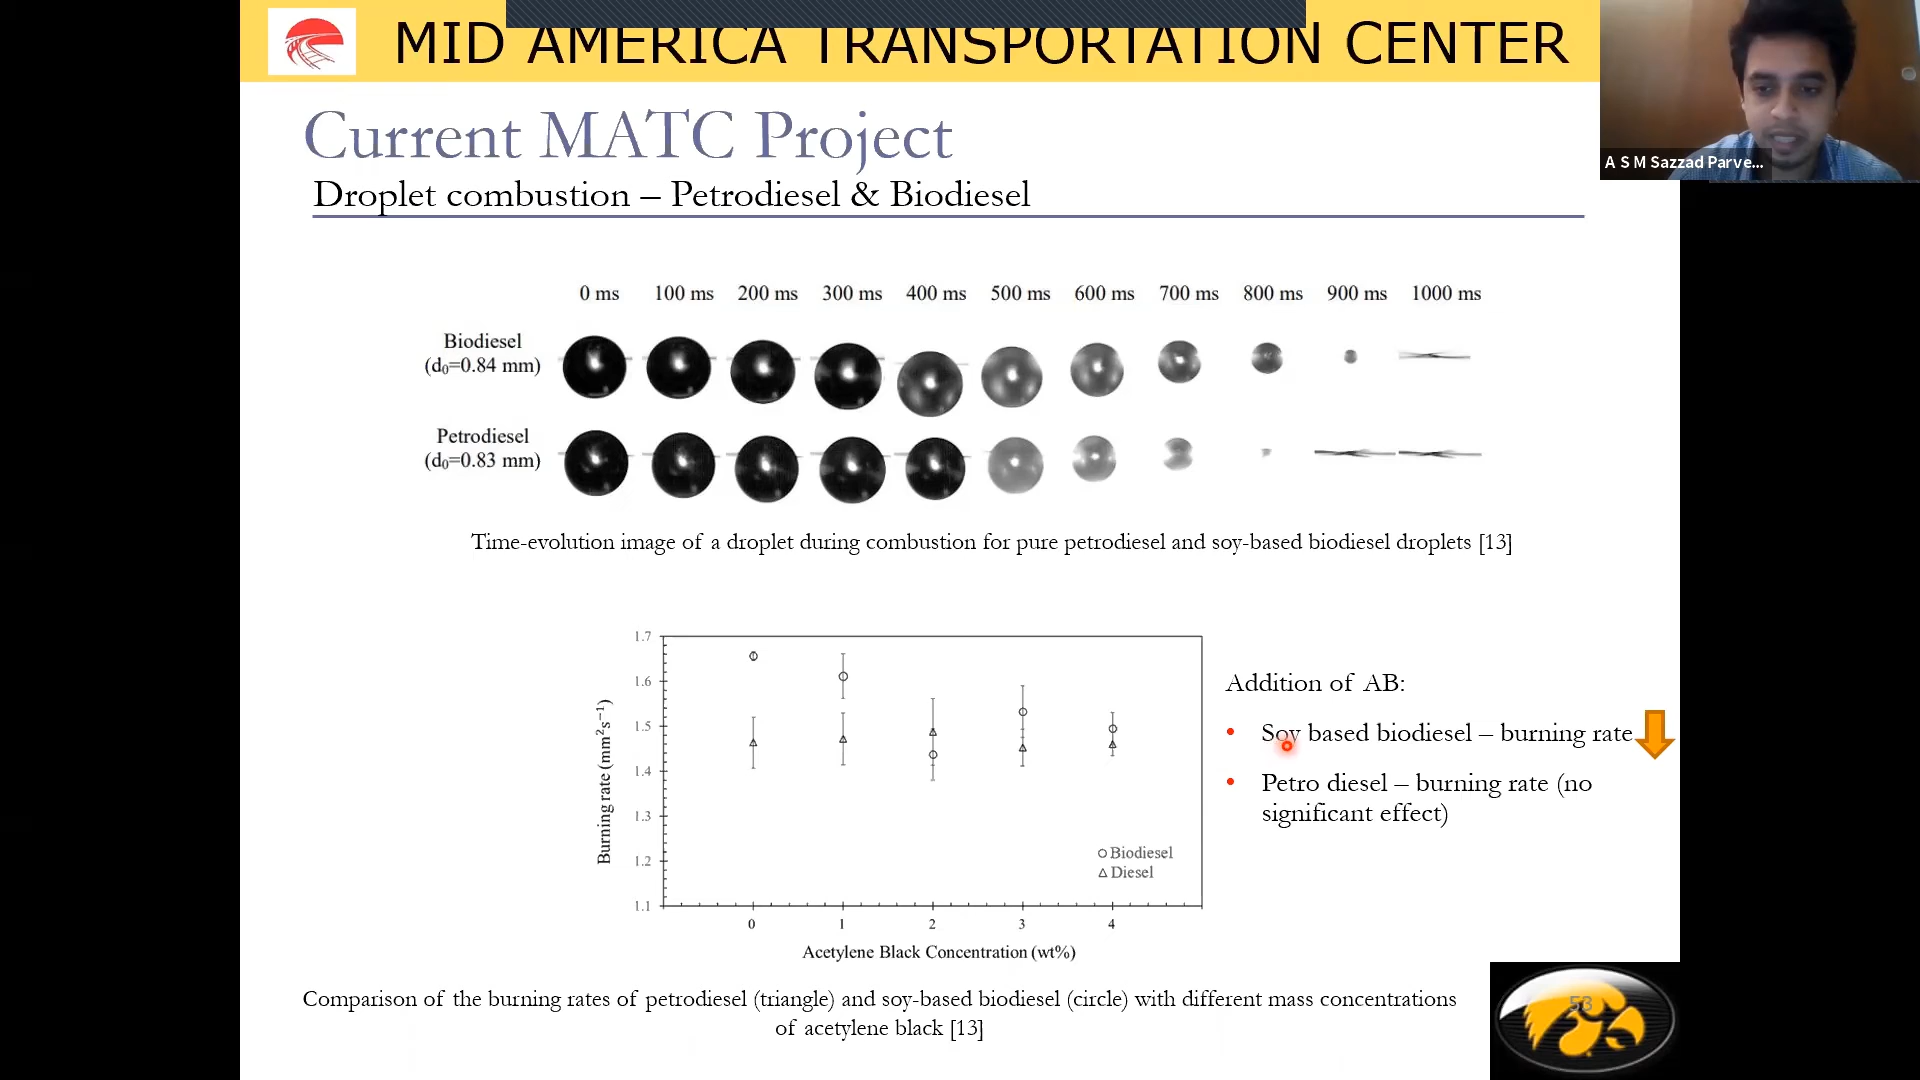 MID AMERICA TRANSPORTATION CENTER
Current MATC Project
A S M Sazzad Parve...
Droplet combustion – Petrodiesel & Biodiesel
0 ms 100 ms 200 ms 300 ms 400 ms 500 ms 600 ms 700 ms 800 ms 900 ms 1000 ms
Biodiesel
(d₀=0.84 mm)
Petrodiesel
(d₀=0.83 mm)
Time-evolution image of a droplet during combustion for pure petrodiesel and soy-based biodiesel droplets [13]
Burning rate (mm²s⁻¹)
1.7
1.6
1.5
1.4
1.3
1.2
1.1
Biodiesel
Diesel
0 1 2 3 4
Acetylene Black Concentration (wt%)
Addition of AB:
• Soy based biodiesel – burning rate
• Petro diesel – burning rate (no
significant effect)
Comparison of the burning rates of petrodiesel (triangle) and soy-based biodiesel (circle) with different mass concentrations
of acetylene black [13]
53